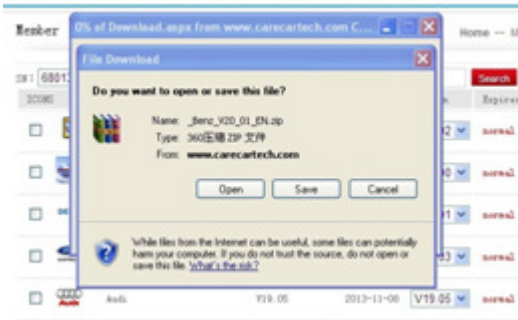 Member
0% of Download.aspx from www.carecartech.com C...
Home
File Download
SN: 6801
Search
Do you want to open or save this file?
ICONS
Name: _Benz_V20_01_EN.zip
Type: 360压缩 ZIP 文件
From: www.carecartech.com
normal
Open Save Cancel
normal
normal
While files from the Internet can be useful, some files can potentially
harm your computer. If you do not trust the source, do not open or
save this file. What's the risk?
normal
Audi Audi V19.05 2013-11-08 V19.05 normal